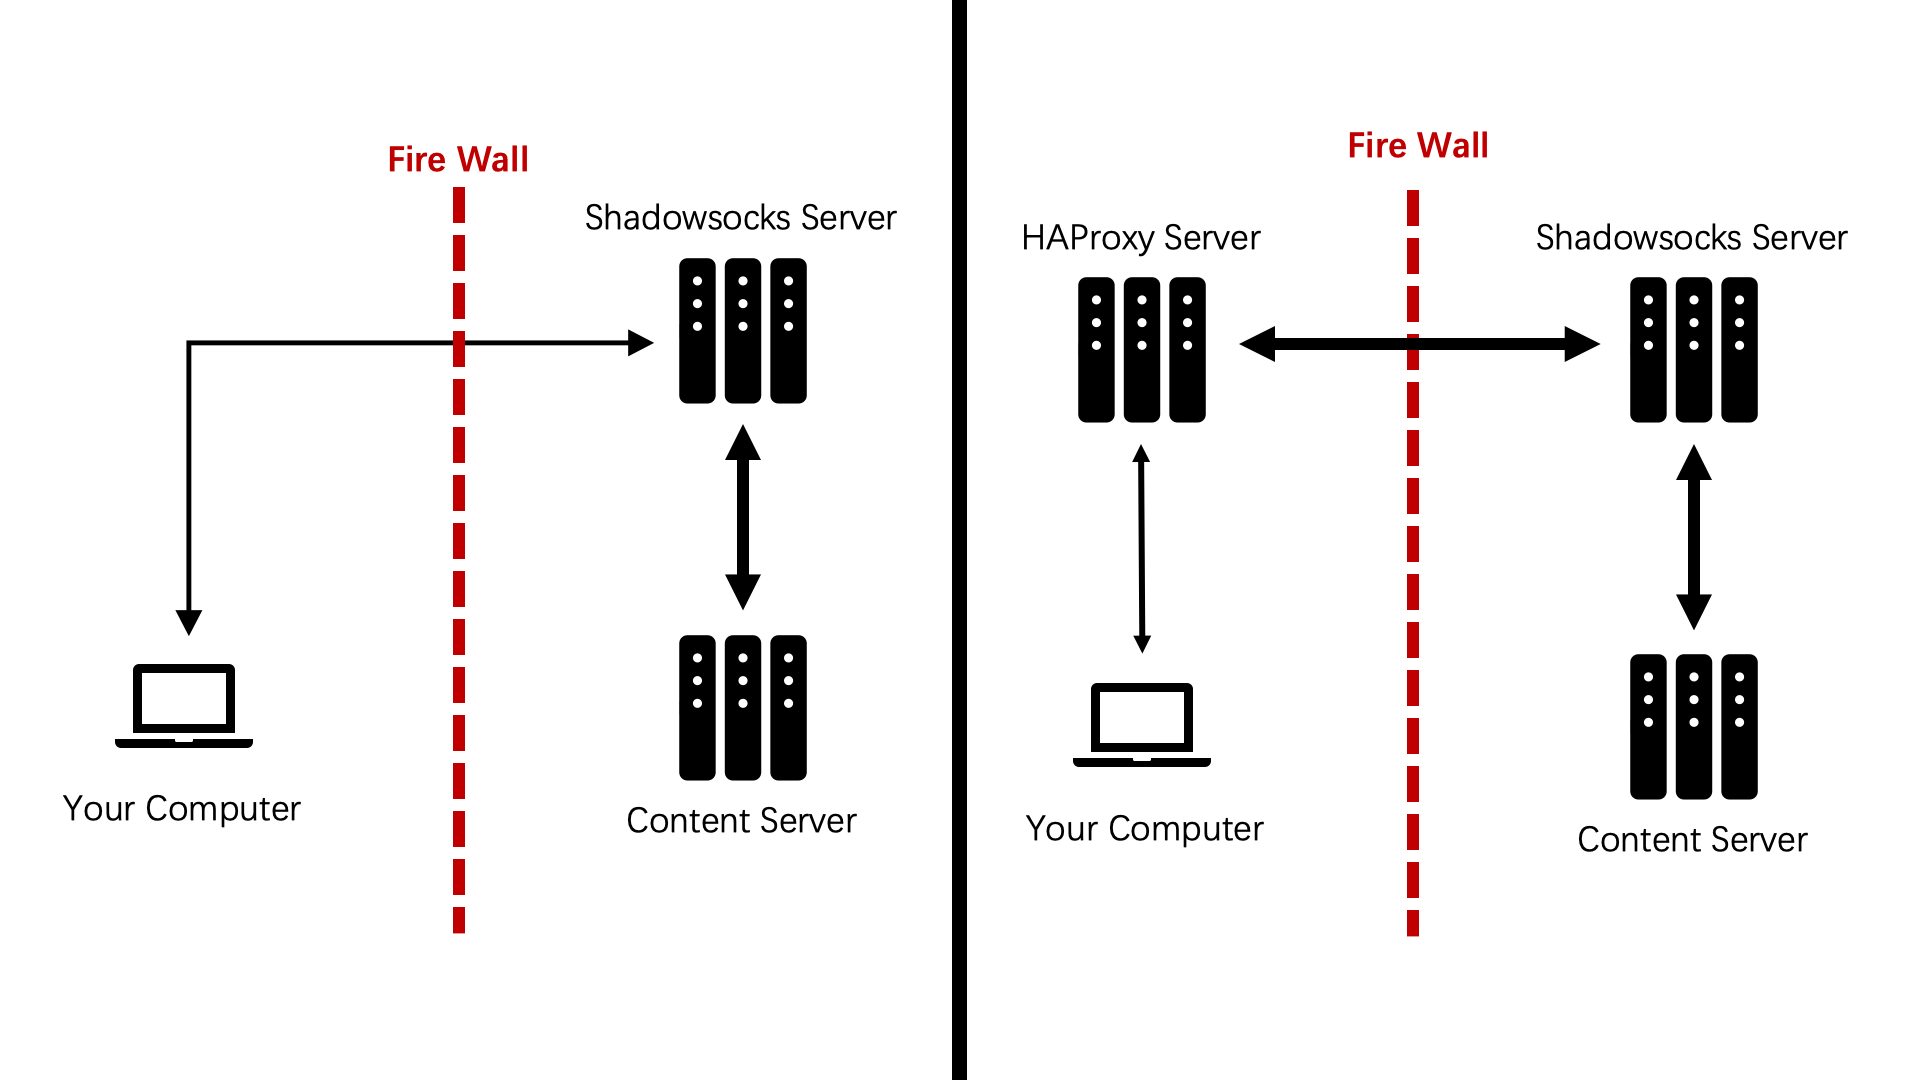 Fire Wall
Shadowsocks Server
Your Computer
Content Server
Fire Wall
HAProxy Server
Shadowsocks Server
Your Computer
Content Server